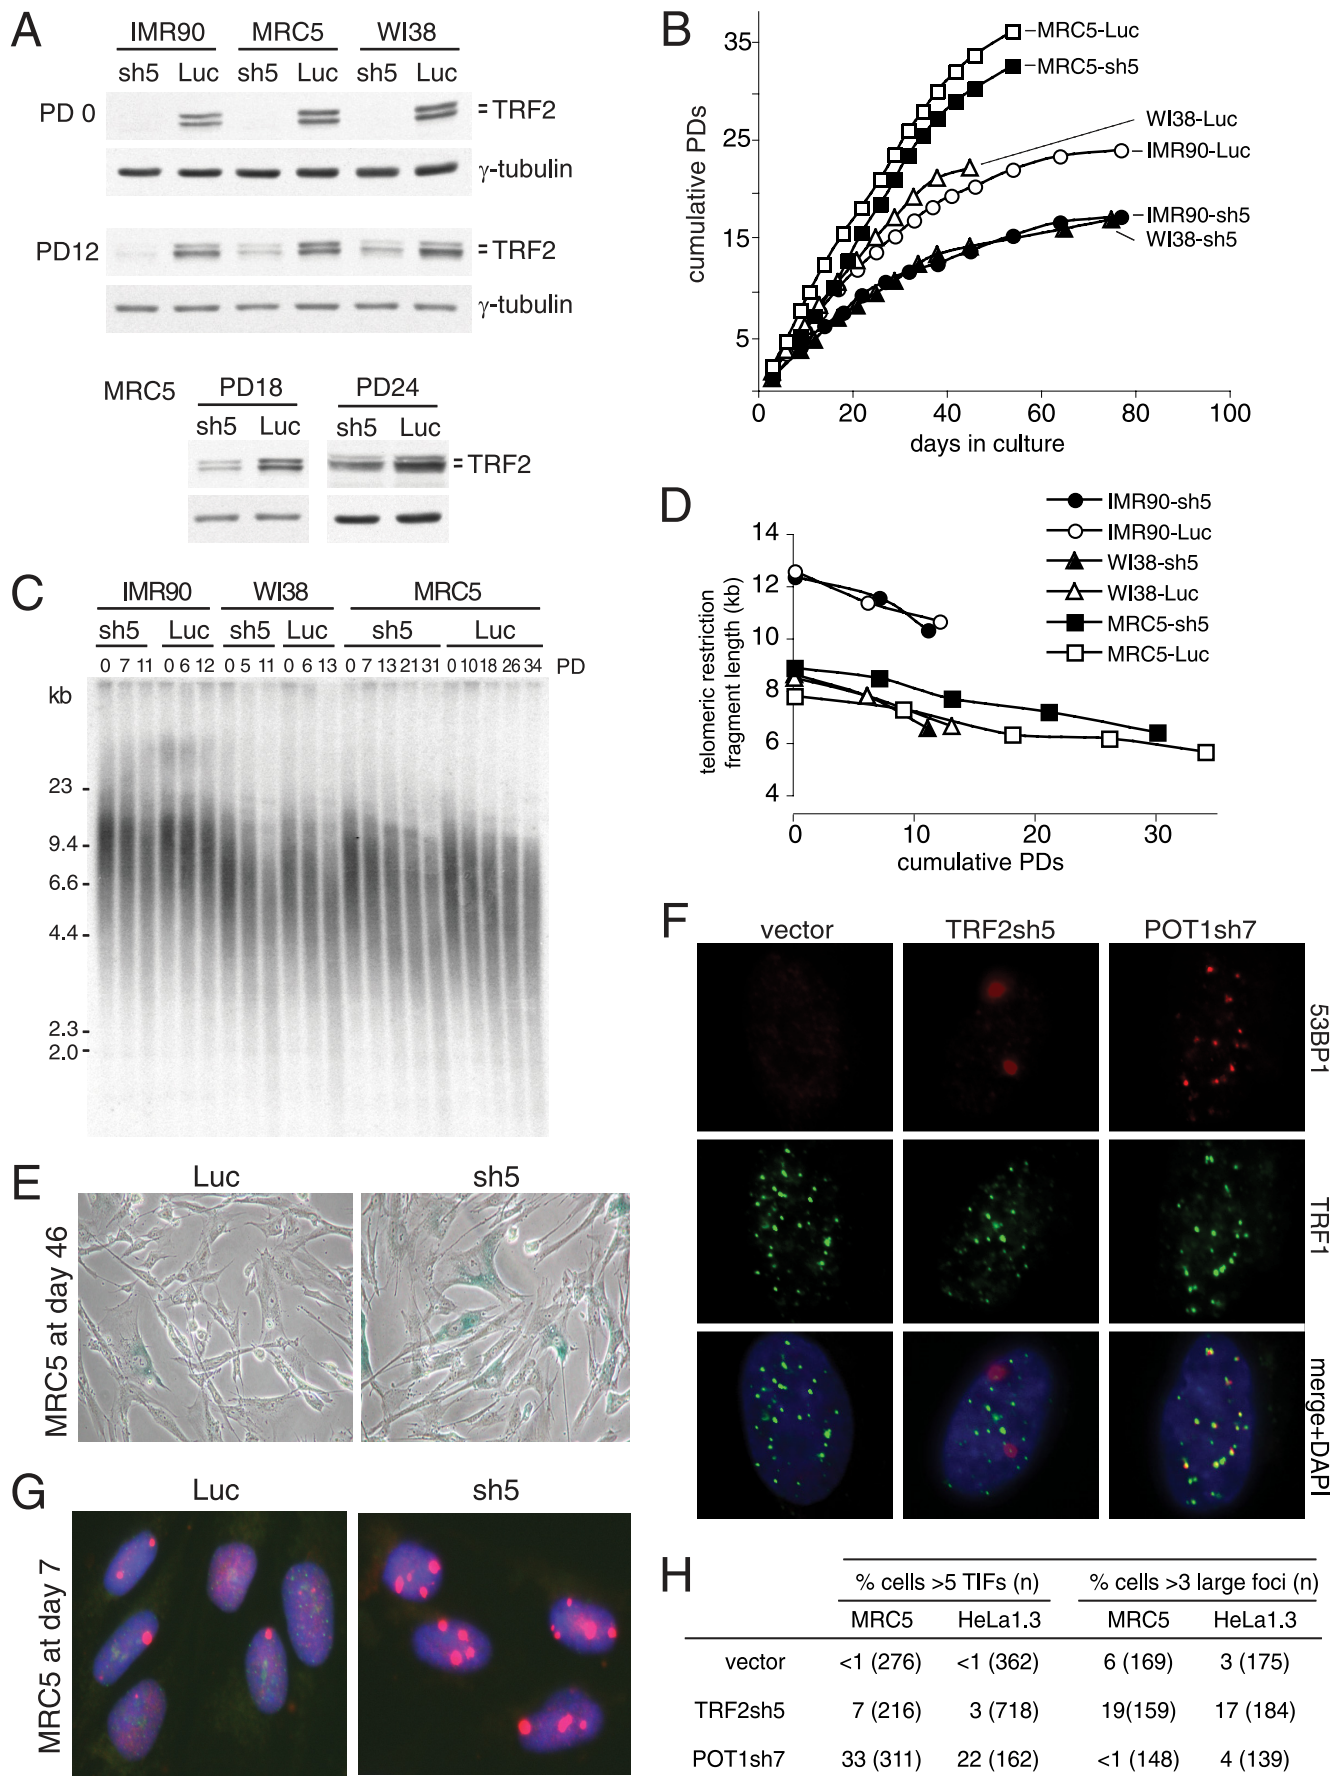 A
IMR90 MRC5 WI38
sh5 Luc sh5 Luc sh5 Luc
PD 0
TRF2
γ-tubulin
PD12
TRF2
γ-tubulin
MRC5 PD18 PD24
sh5 Luc sh5 Luc
TRF2
B
cumulative PDs
35
25
15
5
0 20 40 60 80 100
days in culture
MRC5-Luc
MRC5-sh5
WI38-Luc
IMR90-Luc
IMR90-sh5
WI38-sh5
C
IMR90 WI38 MRC5
sh5 Luc sh5 Luc sh5 Luc
0 7 11 0 6 12 0 5 11 0 6 13 0 7 13 21 31 0 10 18 26 34 PD
kb
23
9.4
6.6
4.4
2.3
2.0
D
telomeric restriction
fragment length (kb)
14
12
10
8
6
4
0 10 20 30
cumulative PDs
IMR90-sh5
IMR90-Luc
WI38-sh5
WI38-Luc
MRC5-sh5
MRC5-Luc
E
Luc sh5
MRC5 at day 46
F
vector TRF2sh5 POT1sh7
53BP1
TRF1
merge+DAPI
G
Luc sh5
MRC5 at day 7
H
% cells >5 TIFs (n) % cells >3 large foci (n)
MRC5 HeLa1.3 MRC5 HeLa1.3
vector <1 (276) <1 (362) 6 (169) 3 (175)
TRF2sh5 7 (216) 3 (718) 19(159) 17 (184)
POT1sh7 33 (311) 22 (162) <1 (148) 4 (139)